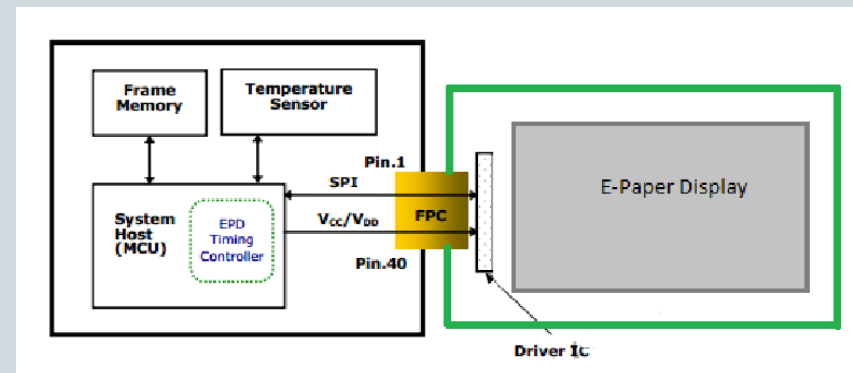 Frame
Memory
Temperature
Sensor
Pin.1
SPI
System
Host
(MCU)
EPD
Timing
Controller
VCC/VDD
FPC
Pin.40
E-Paper Display
Driver IC